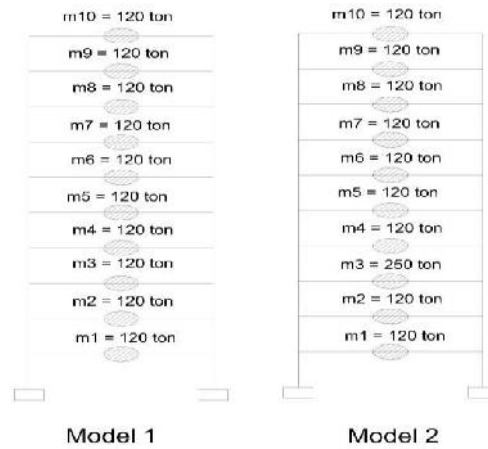 m10 = 120 ton
m9 = 120 ton
m8 = 120 ton
m7 = 120 ton
m6 = 120 ton
m5 = 120 ton
m4 = 120 ton
m3 = 120 ton
m2 = 120 ton
m1 = 120 ton
Model 1
m10 = 120 ton
m9 = 120 ton
m8 = 120 ton
m7 = 120 ton
m6 = 120 ton
m5 = 120 ton
m4 = 120 ton
m3 = 250 ton
m2 = 120 ton
m1 = 120 ton
Model 2